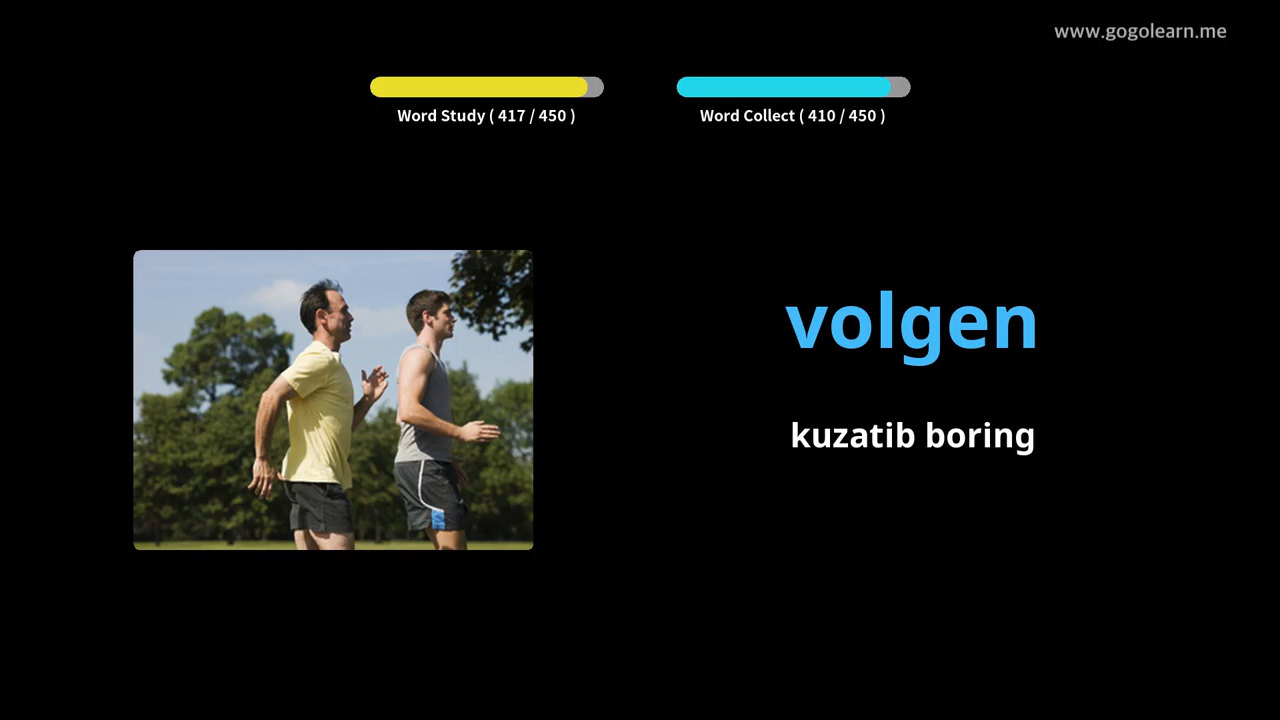 www.gogolearn.me
Word Study ( 417 / 450 )
Word Collect ( 410 / 450 )
volgen
kuzatib boring